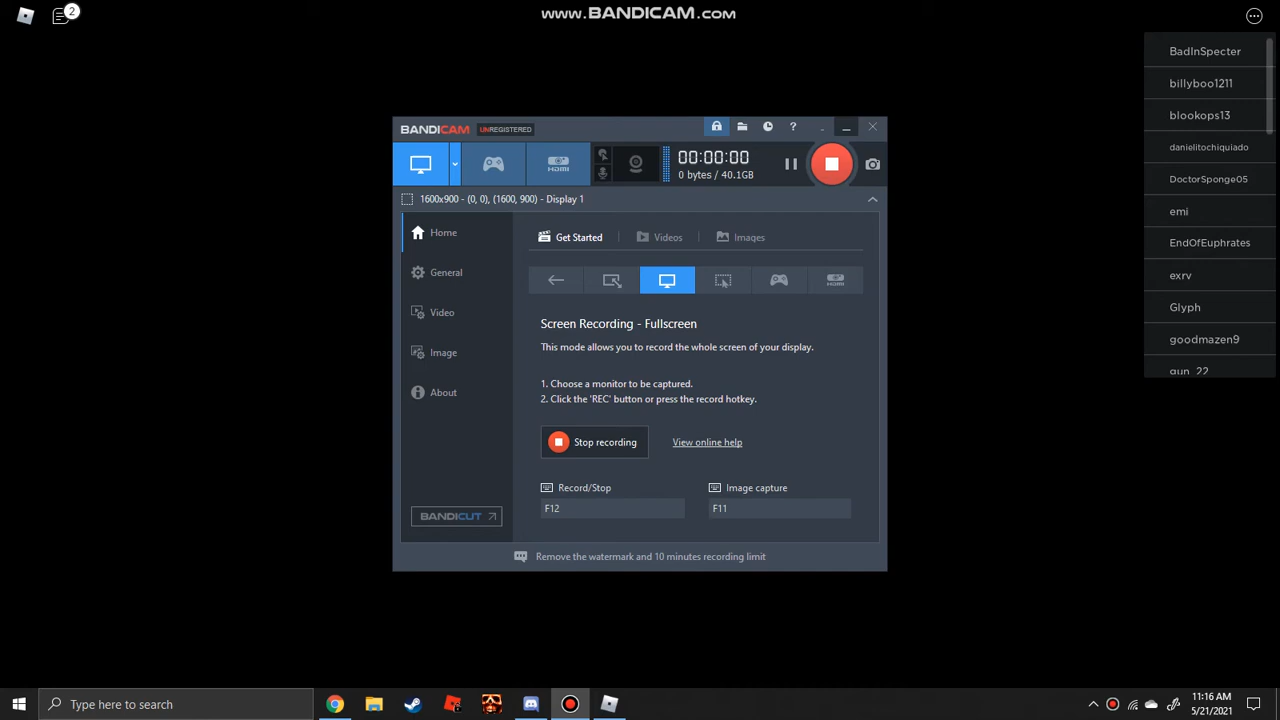 2
www.BANDICAM.com
BadInSpecter
billyboo1211
blookops13
danielitochiquiado
DoctorSponge05
emi
EndOfEuphrates
exrv
Glyph
goodmazen9
gun_22
BANDICAM UNREGISTERED
?
HDMI
00:00:00
0 bytes / 40.1GB
1600x900 - (0, 0), (1600, 900) - Display 1
Home
General
Video
Image
About
BANDICUT
Get Started
Videos
Images
HDMI
Screen Recording - Fullscreen
This mode allows you to record the whole screen of your display.
1. Choose a monitor to be captured.
2. Click the 'REC' button or press the record hotkey.
Stop recording
View online help
Record/Stop
Image capture
F12
F11
Remove the watermark and 10 minutes recording limit
Type here to search
11:16 AM
5/21/2021